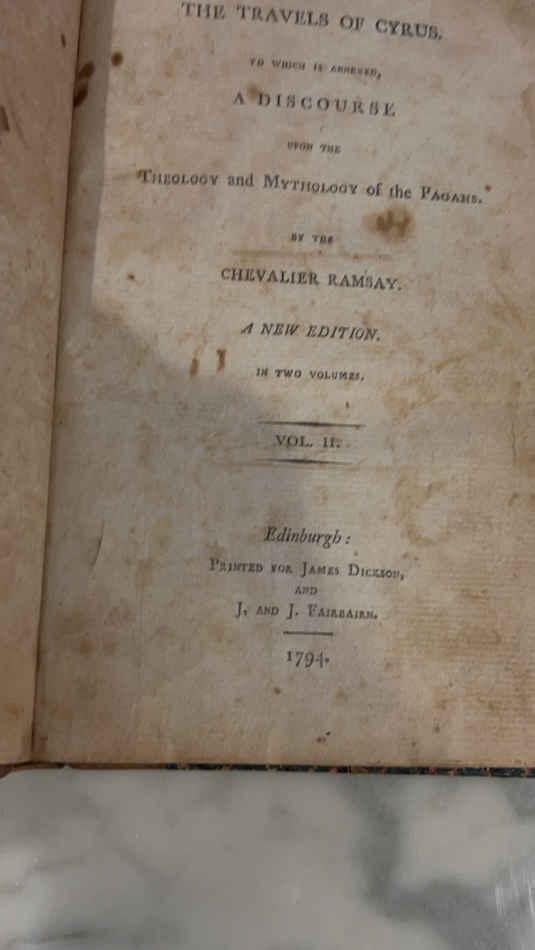 THE TRAVELS OF CYRUS.
TO WHICH IS ANNEXED,
A DISCOURSE
UPON THE
THEOLOGY and MYTHOLOGY of the PAGANS.
BY THE
CHEVALIER RAMSAY.
A NEW EDITION.
IN TWO VOLUMES.
VOL. II.
Edinburgh:
PRINTED FOR JAMES DICKSON,
AND
J. AND J. FAIRBAIRN.
1794.